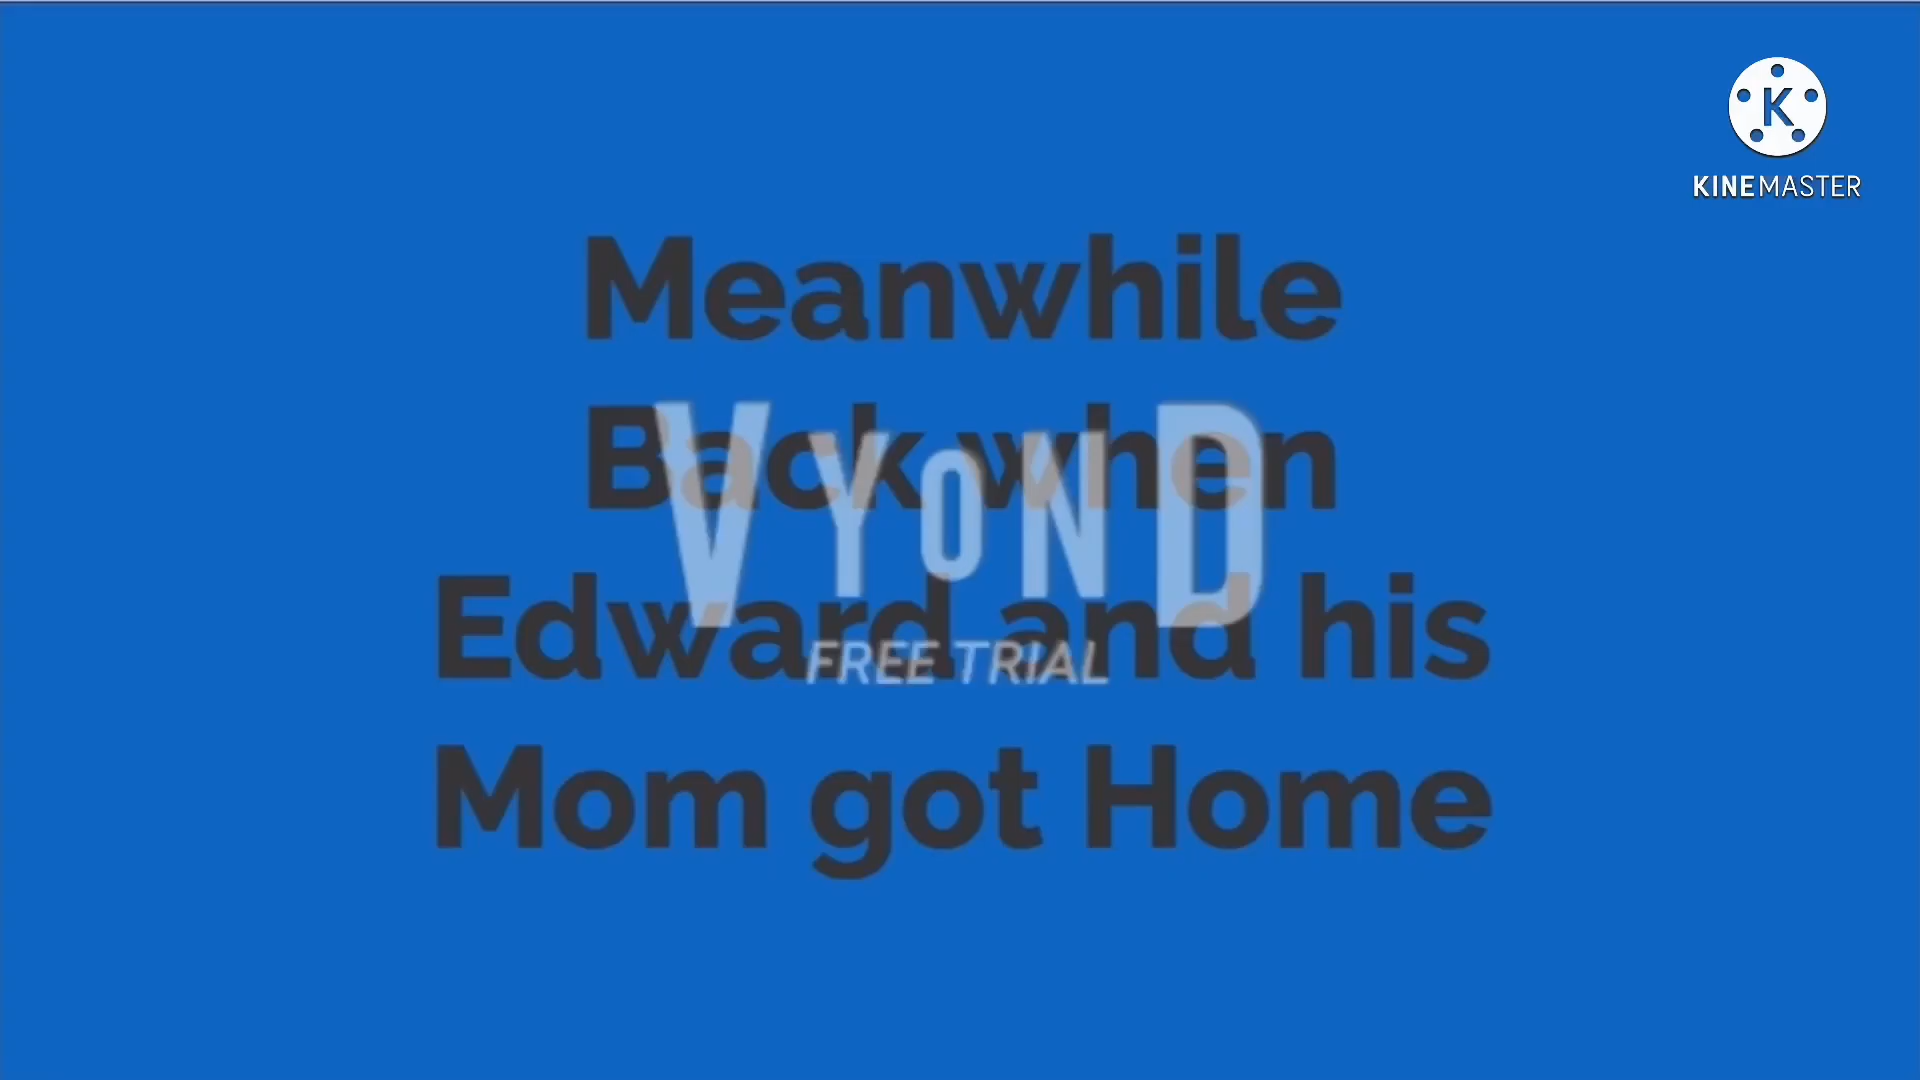 KINEMASTER
Meanwhile
Back when
Edward and his
Mom got Home
VYOND
FREE TRIAL